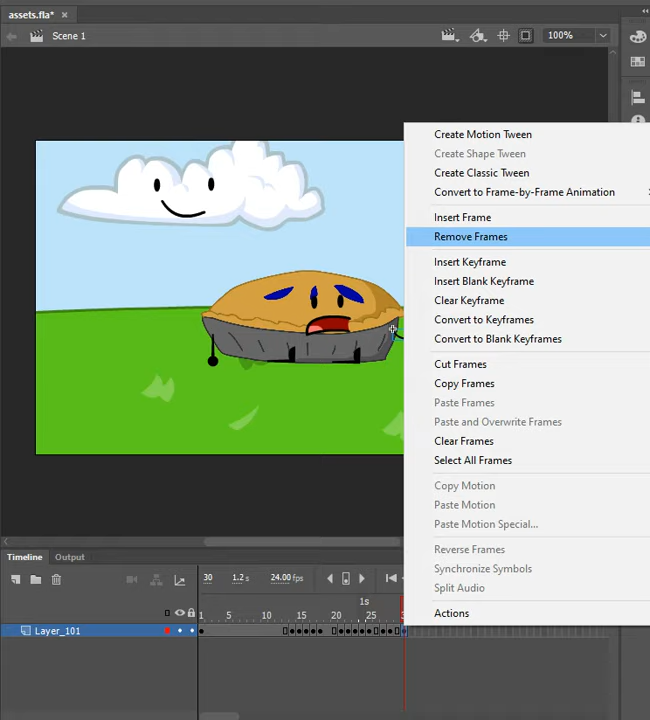 assets.fla*
Scene 1
100%
Create Motion Tween
Create Shape Tween
Create Classic Tween
Convert to Frame-by-Frame Animation
Insert Frame
Remove Frames
Insert Keyframe
Insert Blank Keyframe
Clear Keyframe
Convert to Keyframes
Convert to Blank Keyframes
Cut Frames
Copy Frames
Paste Frames
Paste and Overwrite Frames
Clear Frames
Select All Frames
Copy Motion
Paste Motion
Paste Motion Special...
Reverse Frames
Synchronize Symbols
Split Audio
Actions
Timeline Output
30 1.2 s 24.00 fps
1s
1 5 10 15 20 25
Layer_101